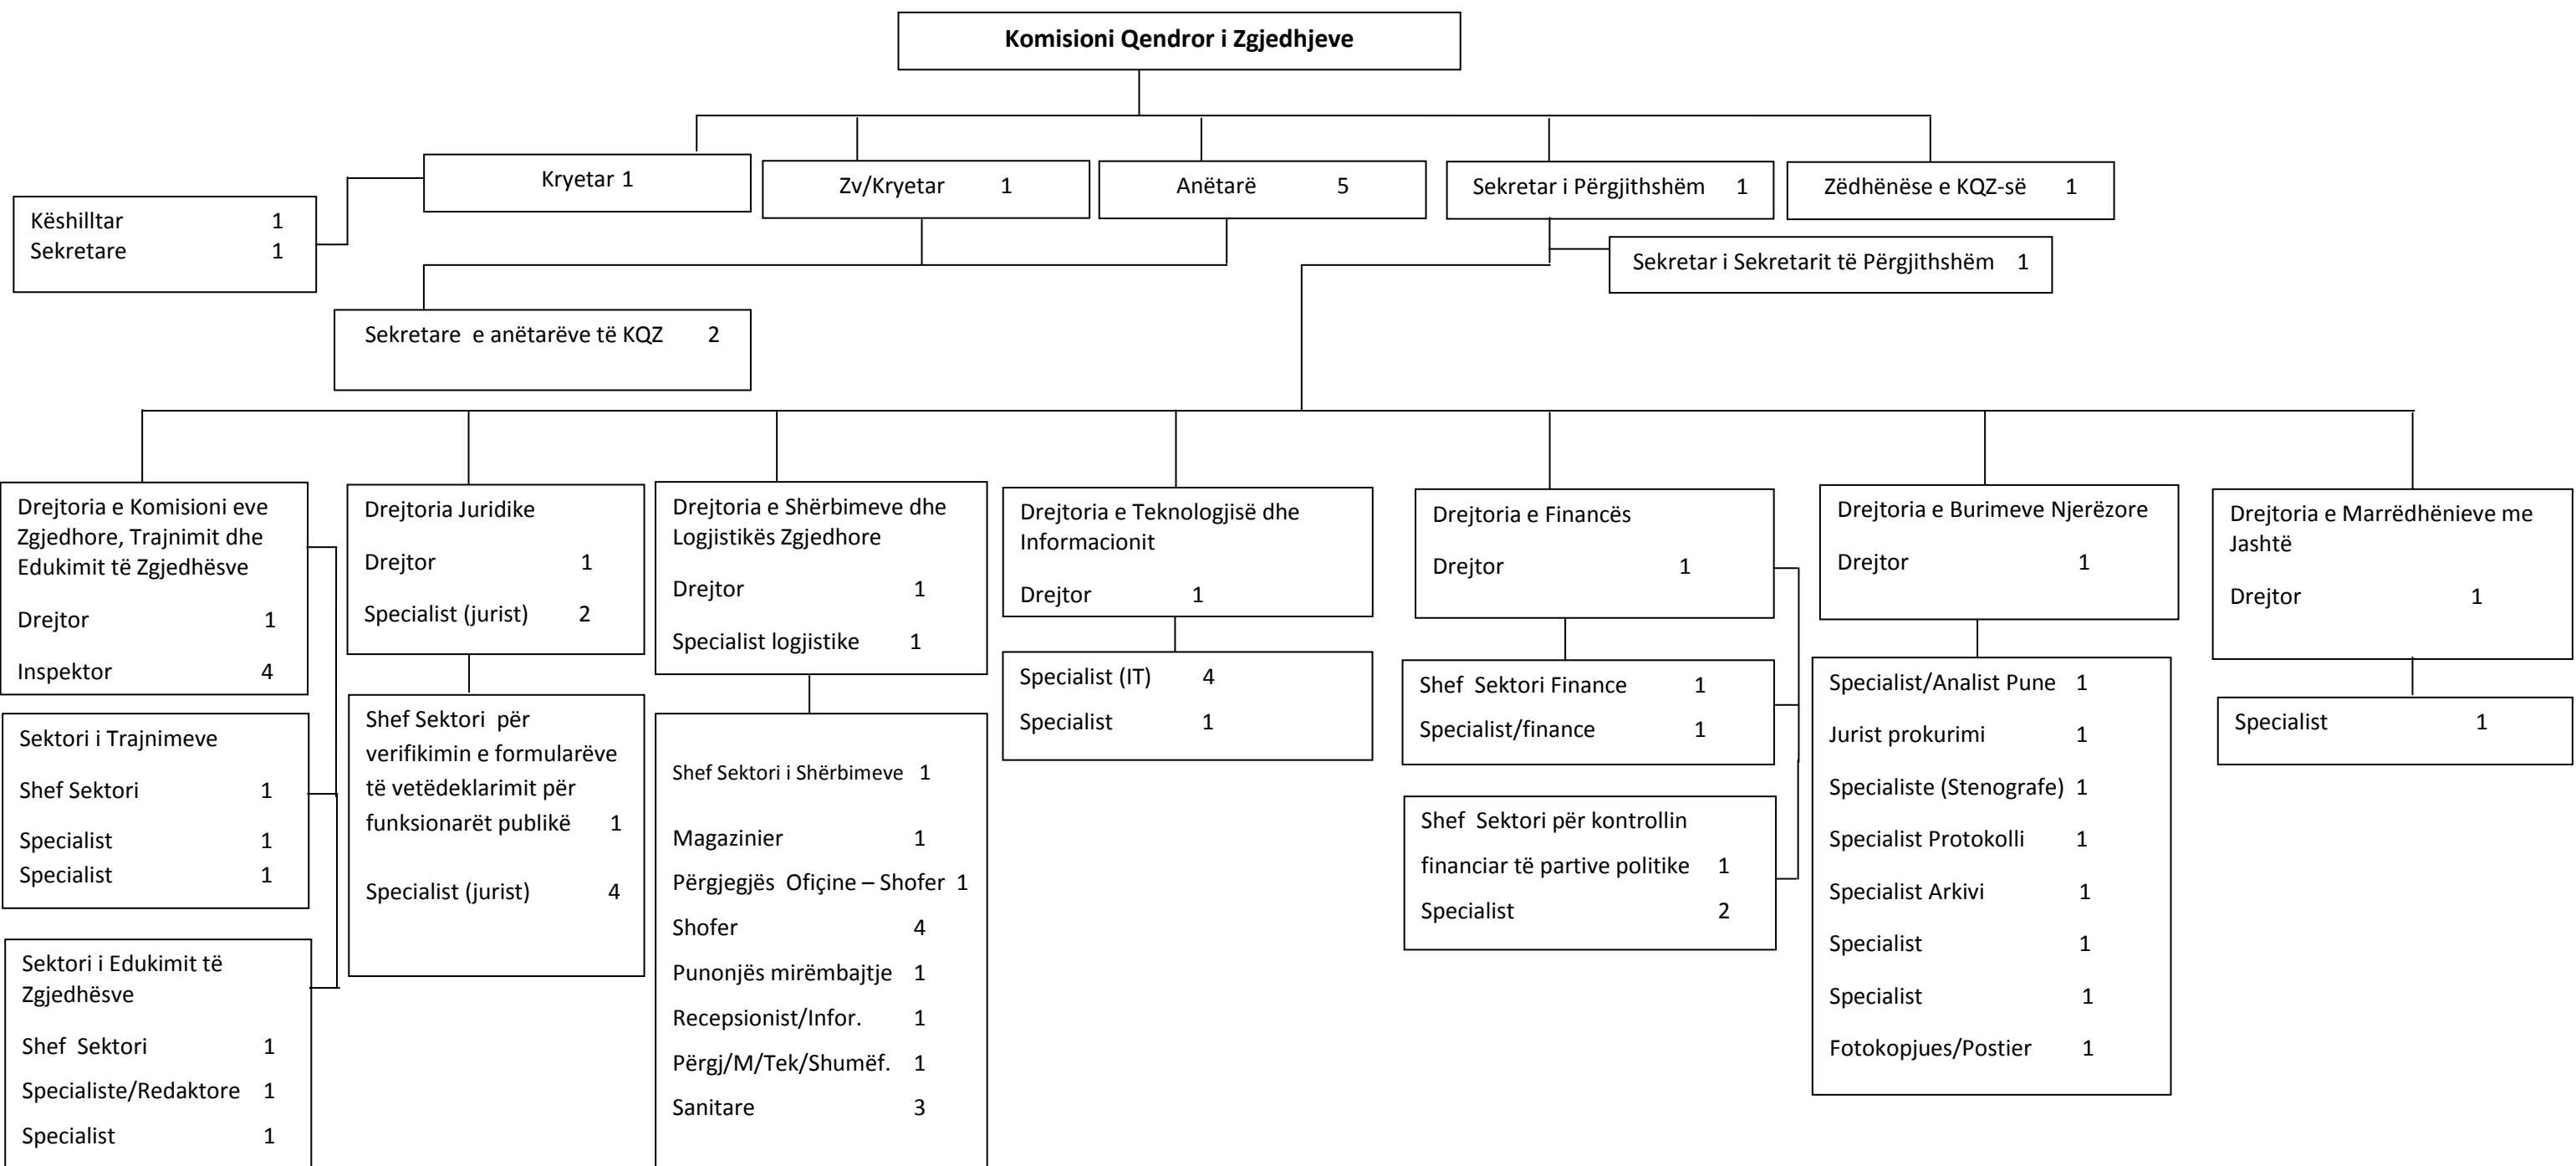 Komisioni Qendror i Zgjedhjeve
Kryetar 1
Zv/Kryetar 1
Anëtarë 5
Sekretar i Përgjithshëm 1
Zëdhënëse e KQZ-së 1
Këshilltar 1
Sekretare 1
Sekretar i Sekretarit të Përgjithshëm 1
Sekretare e anëtarëve të KQZ 2
Drejtoria e Komisioni eve
Zgjedhore, Trajnimit dhe
Edukimit të Zgjedhësve
Drejtor 1
Inspektor 4
Sektori i Trajnimeve
Shef Sektori 1
Specialist 1
Specialist 1
Sektori i Edukimit të
Zgjedhësve
Shef Sektori 1
Specialiste/Redaktore 1
Specialist 1
Drejtoria Juridike
Drejtor 1
Specialist (jurist) 2
Shef Sektori për
verifikimin e formularëve
të vetëdeklarimit për
funksionarët publikë 1
Specialist (jurist) 4
Drejtoria e Shërbimeve dhe
Logjistikës Zgjedhore
Drejtor 1
Specialist logjistike 1
Shef Sektori i Shërbimeve 1
Magazinier 1
Përgjegjës Ofiçine – Shofer 1
Shofer 4
Punonjës mirëmbajtje 1
Recepsionist/Infor. 1
Përgj/M/Tek/Shumëf. 1
Sanitare 3
Drejtoria e Teknologjisë dhe
Informacionit
Drejtor 1
Specialist (IT) 4
Specialist 1
Drejtoria e Financës
Drejtor 1
Shef Sektori Finance 1
Specialist/finance 1
Shef Sektori për kontrollin
financiar të partive politike 1
Specialist 2
Drejtoria e Burimeve Njerëzore
Drejtor 1
Specialist/Analist Pune 1
Jurist prokurimi 1
Specialiste (Stenografe) 1
Specialist Protokolli 1
Specialist Arkivi 1
Specialist 1
Specialist 1
Fotokopjues/Postier 1
Drejtoria e Marrëdhënieve me
Jashtë
Drejtor 1
Specialist 1